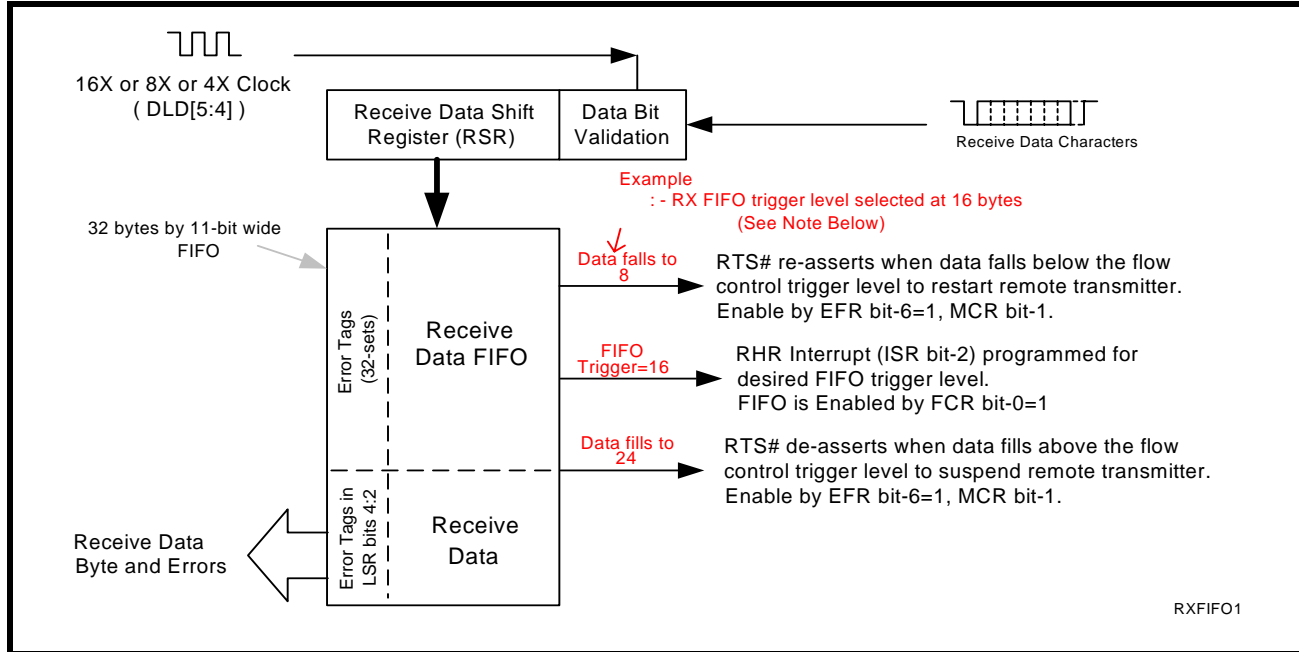 16X or 8X or 4X Clock
( DLD[5:4] )
Receive Data Shift
Register (RSR)
Data Bit
Validation
Receive Data Characters
Example
: - RX FIFO trigger level selected at 16 bytes
(See Note Below)
32 bytes by 11-bit wide
FIFO
Data falls to
8
RTS# re-asserts when data falls below the flow
control trigger level to restart remote transmitter.
Enable by EFR bit-6=1, MCR bit-1.
Error Tags
(32-sets)
Receive
Data FIFO
FIFO
Trigger=16
RHR Interrupt (ISR bit-2) programmed for
desired FIFO trigger level.
FIFO is Enabled by FCR bit-0=1
Data fills to
24
RTS# de-asserts when data fills above the flow
control trigger level to suspend remote transmitter.
Enable by EFR bit-6=1, MCR bit-1.
Error Tags in
LSR bits 4:2
Receive
Data
Receive Data
Byte and Errors
RXFIFO1